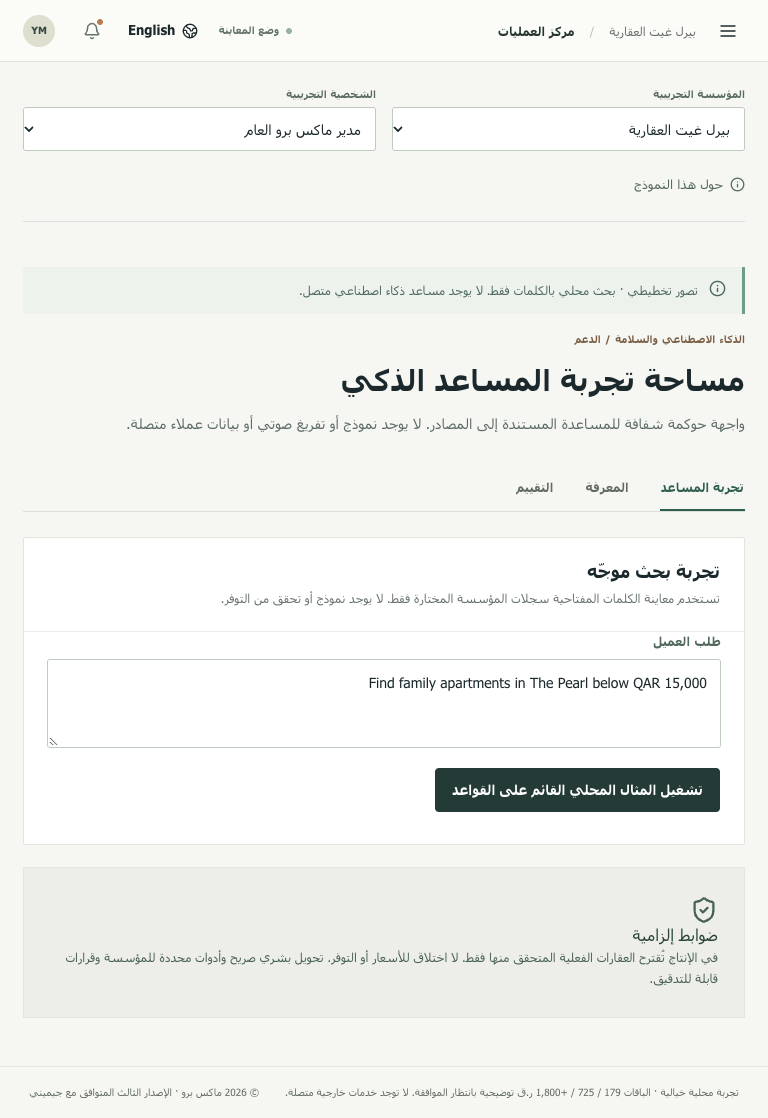 بيرل غيت العقارية / مركز العمليات
وضع المعاينة
English
YM
المؤسسة التجريبية
بيرل غيت العقارية
الشخصية التجريبية
مدير ماكس برو العام
حول هذا النموذج
تصور تخطيطي · بحث محلي بالكلمات فقط. لا يوجد مساعد ذكاء اصطناعي متصل.
الذكاء الاصطناعي والسلامة / الدعم
مساحة تجربة المساعد الذكي
واجهة حوكمة شفافة للمساعدة المستندة إلى المصادر. لا يوجد نموذج أو تفريغ صوتي أو بيانات عملاء متصلة.
تجربة المساعد
المعرفة
التقييم
تجربة بحث موجّه
تستخدم معاينة الكلمات المفتاحية سجلات المؤسسة المختارة فقط. لا يوجد نموذج أو تحقق من التوفر.
طلب العميل
Find family apartments in The Pearl below QAR 15,000
تشغيل المثال المحلي القائم على القواعد
ضوابط إلزامية
في الإنتاج تُقترح العقارات الفعلية المتحقق منها فقط. لا اختلاق للأسعار أو التوفر. تحويل بشري صريح وأدوات محددة للمؤسسة وقرارات
قابلة للتدقيق.
تجربة محلية خيالية · الباقات 179 / 725 / +1,800 ر.ق توضيحية بانتظار الموافقة. لا توجد خدمات خارجية متصلة.
© 2026 ماكس برو · الإصدار الثالث المتوافق مع جيميني